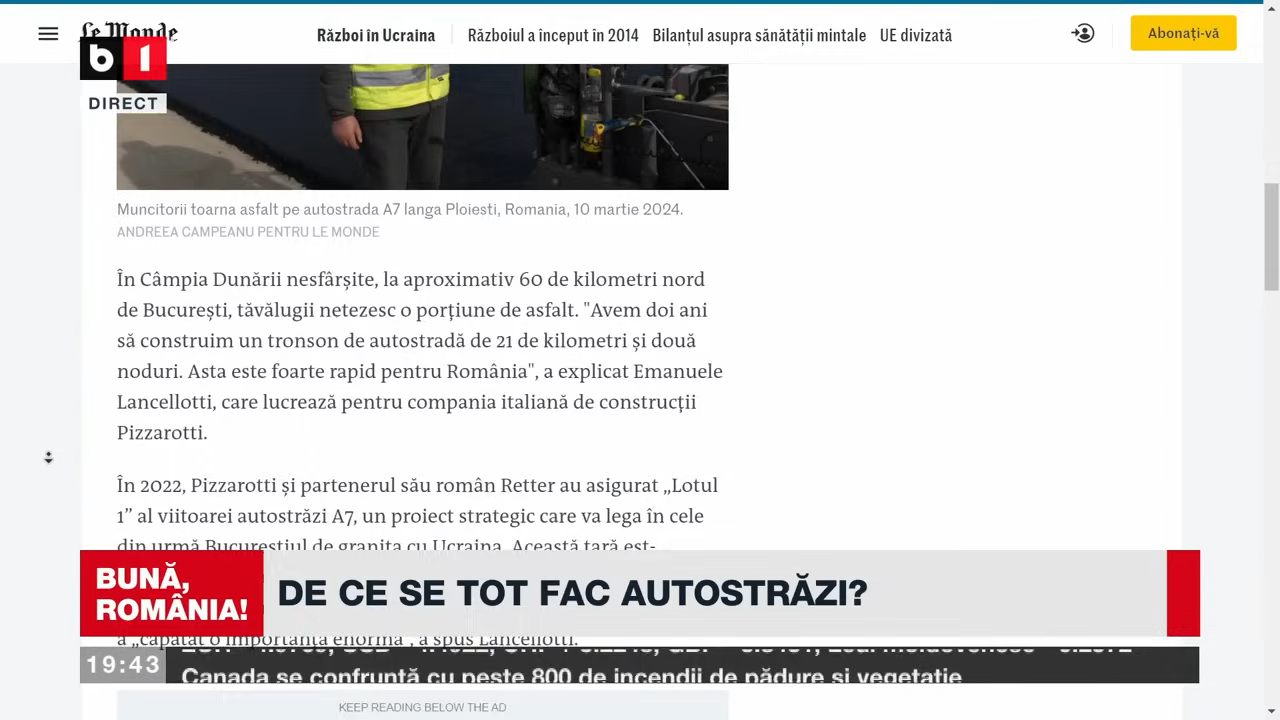 Le Monde
Război în Ucraina
Războiul a început în 2014
Bilanțul asupra sănătății mintale
UE divizată
Abonați-vă
b1
DIRECT
Muncitorii toarna asfalt pe autostrada A7 langa Ploiesti, Romania, 10 martie 2024.
ANDREEA CAMPEANU PENTRU LE MONDE
În Câmpia Dunării nesfârșite, la aproximativ 60 de kilometri nord
de București, tăvălugii netezesc o porțiune de asfalt. "Avem doi ani
să construim un tronson de autostradă de 21 de kilometri și două
noduri. Asta este foarte rapid pentru România", a explicat Emanuele
Lancellotti, care lucrează pentru compania italiană de construcții
Pizzarotti.
În 2022, Pizzarotti și partenerul său român Retter au asigurat „Lotul
1” al viitoarei autostrăzi A7, un proiect strategic care va lega în cele
din urmă Bucureștiul de granița cu Ucraina. Această țară est-
BUNĂ,
ROMÂNIA!
DE CE SE TOT FAC AUTOSTRĂZI?
a „căpătat o importanță enormă”, a spus Lancellotti.
19:43
Canada se confruntă cu peste 800 de incendii de pădure și vegetație
KEEP READING BELOW THE AD